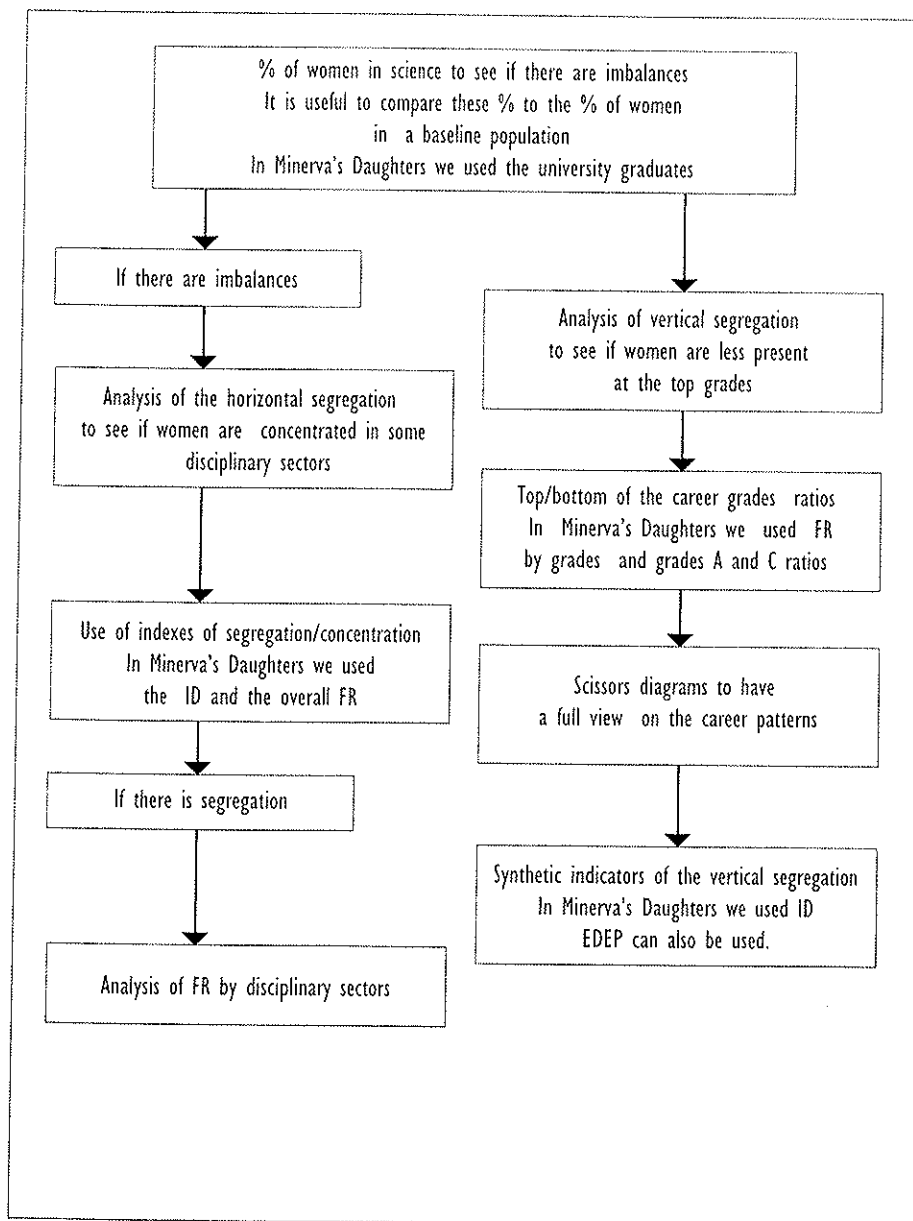 % of women in science to see if there are imbalances
It is useful to compare these % to the % of women
in a baseline population
In Minerva's Daughters we used the university graduates
If there are imbalances
Analysis of the horizontal segregation
to see if women are concentrated in some
disciplinary sectors
Use of indexes of segregation/concentration
In Minerva's Daughters we used
the ID and the overall FR
If there is segregation
Analysis of FR by disciplinary sectors
Analysis of vertical segregation
to see if women are less present
at the top grades
Top/bottom of the career grades ratios
In Minerva's Daughters we used FR
by grades and grades A and C ratios
Scissors diagrams to have
a full view on the career patterns
Synthetic indicators of the vertical segregation
In Minerva's Daughters we used ID
EDEP can also be used.